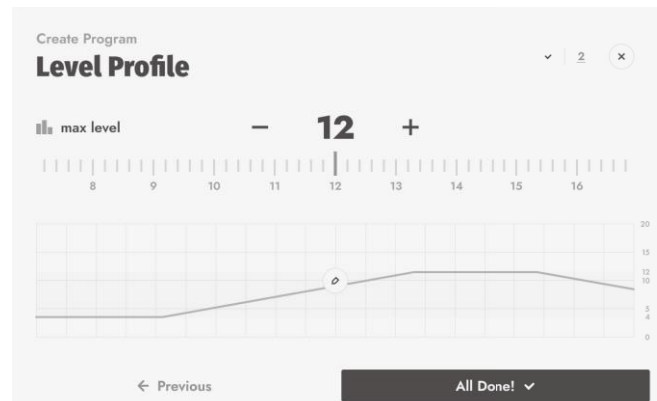 Create Program
Level Profile
2
max level
− 12 +
8 9 10 11 12 13 14 15 16
20
15
12
10
5
4
0
← Previous
All Done!